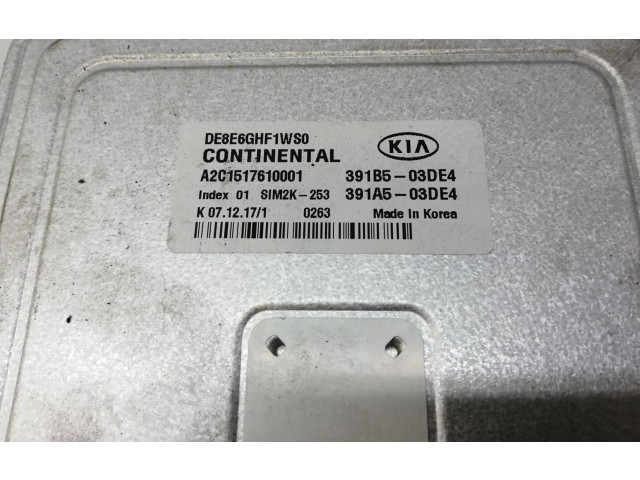 DE8E6GHF1WS0
CONTINENTAL
KIA
A2C1517610001 391B5-03DE4
Index 01 SIM2K-253 391A5-03DE4
K 07.12.17/1 0263 Made in Korea